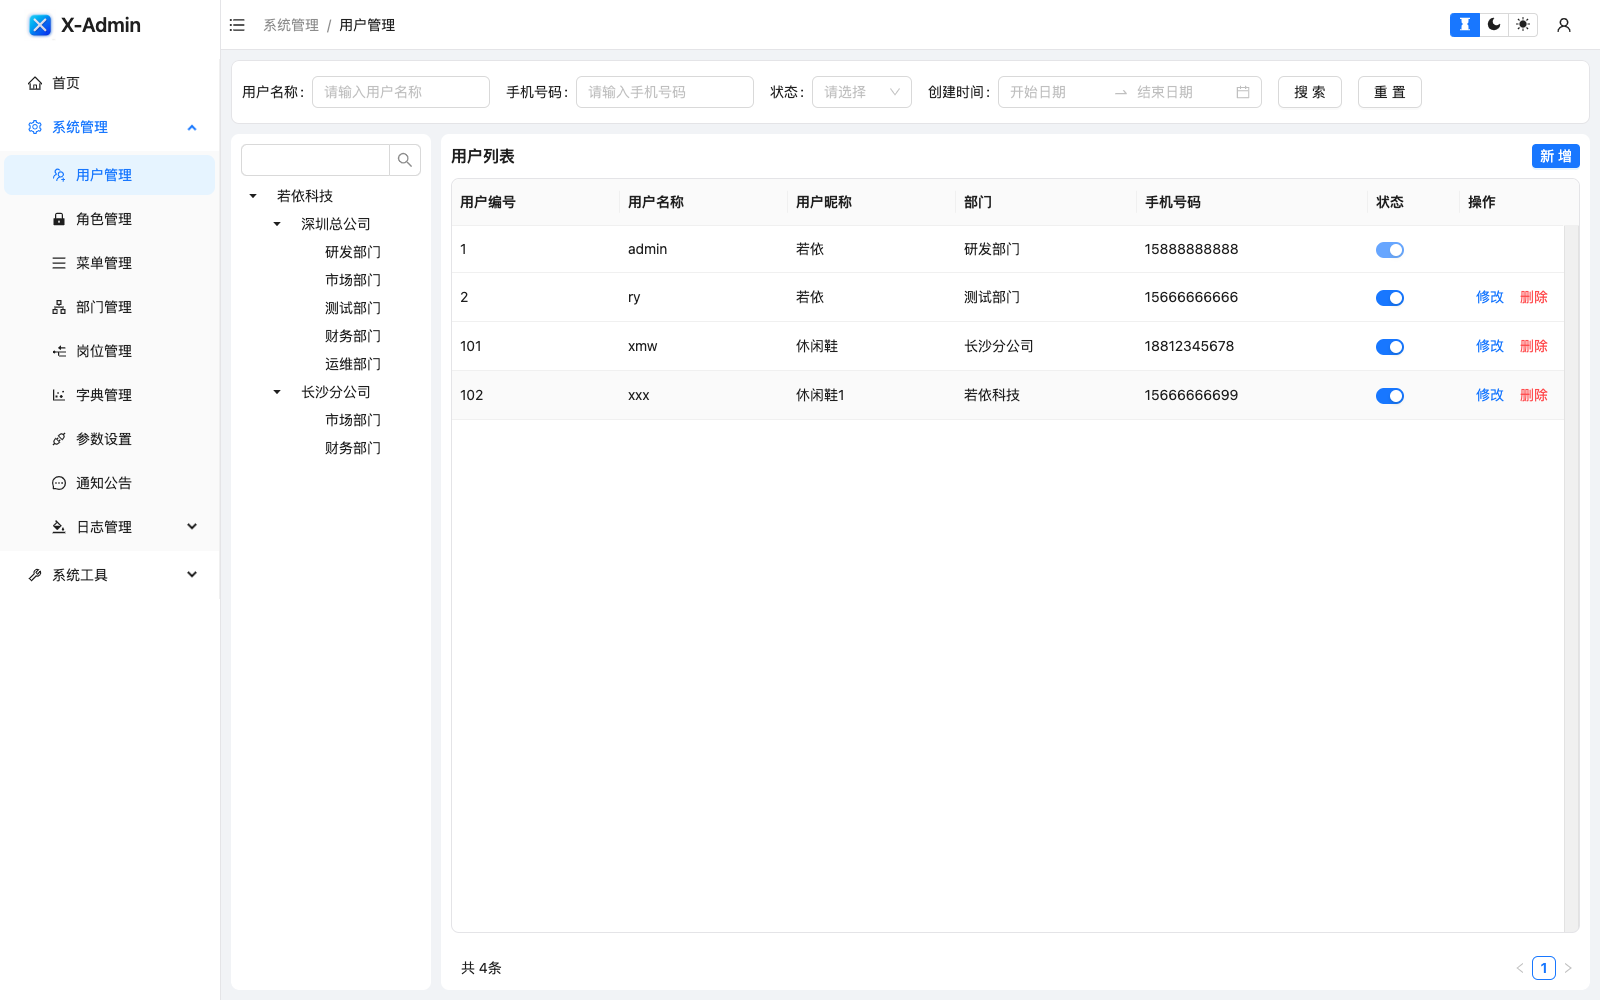 X-Admin
系统管理 / 用户管理
首页
系统管理
用户管理
角色管理
菜单管理
部门管理
岗位管理
字典管理
参数设置
通知公告
日志管理
系统工具
用户名称: 请输入用户名称 手机号码: 请输入手机号码 状态: 请选择 创建时间: 开始日期 结束日期 搜 索 重 置
若依科技
深圳总公司
研发部门
市场部门
测试部门
财务部门
运维部门
长沙分公司
市场部门
财务部门
用户列表 新 增
用户编号 用户名称 用户昵称 部门 手机号码 状态 操作
1 admin 若依 研发部门 15888888888
2 ry 若依 测试部门 15666666666 修改 删除
101 xmw 休闲鞋 长沙分公司 18812345678 修改 删除
102 xxx 休闲鞋1 若依科技 15666666699 修改 删除
共 4条 < 1 >